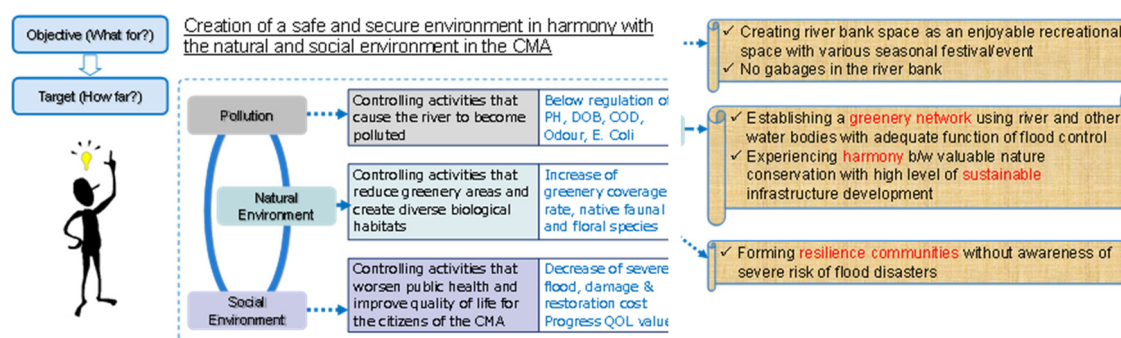 Objective (What for?)
Target (How far?)
Creation of a safe and secure environment in harmony with
the natural and social environment in the CMA
Pollution
Controlling activities that
cause the river to become
polluted
Below regulation of
PH, DOB, COD,
Odour, E. Coli
Natural
Environment
Controlling activities that
reduce greenery areas and
create diverse biological
habitats
Increase of
greenery coverage
rate, native faunal
and floral species
Social
Environment
Controlling activities that
worsen public health and
improve quality of life for
the citizens of the CMA
Decrease of severe
flood, damage &
restoration cost
Progress QOL value
✓ Creating river bank space as an enjoyable recreational
space with various seasonal festival/event
✓ No gabages in the river bank
✓ Establishing a greenery network using river and other
water bodies with adequate function of flood control
✓ Experiencing harmony b/w valuable nature
conservation with high level of sustainable
infrastructure development
✓ Forming resilience communities without awareness of
severe risk of flood disasters